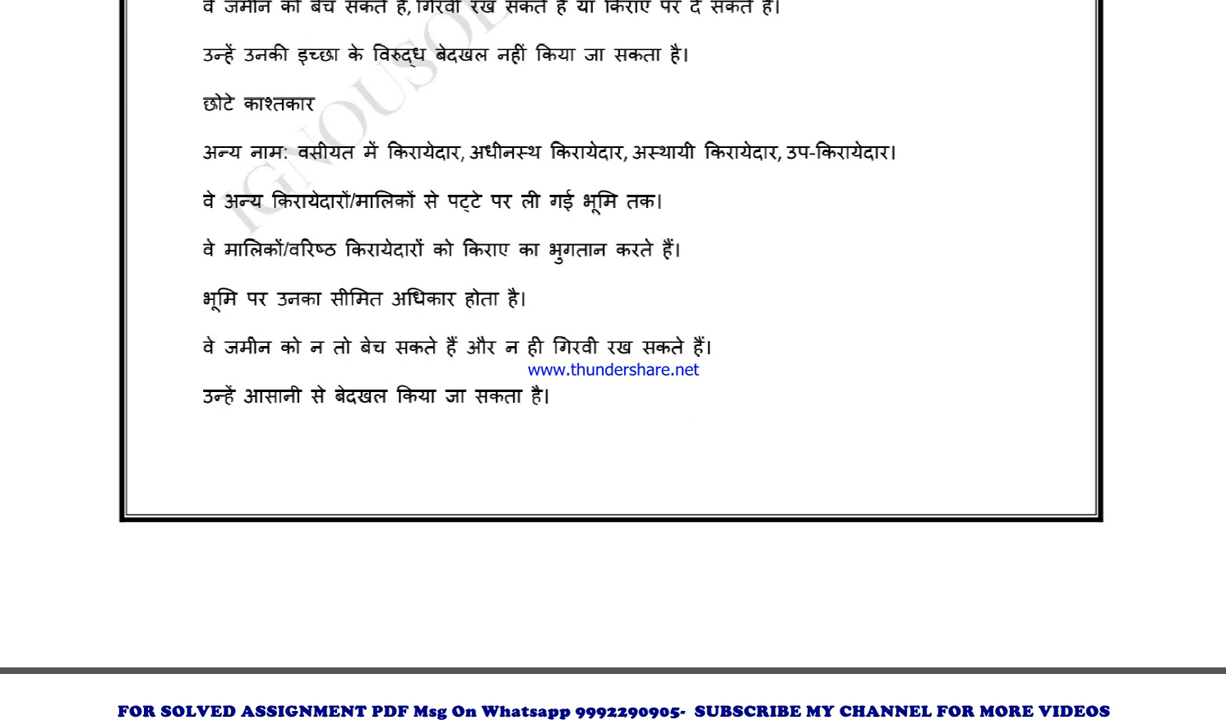 वे जमीन को बेच सकते हैं, गिरवी रख सकते हैं या किराए पर दे सकते हैं।
उन्हें उनकी इच्छा के विरुद्ध बेदखल नहीं किया जा सकता है।
छोटे काश्तकार
अन्य नाम: वसीयत में किरायेदार, अधीनस्थ किरायेदार, अस्थायी किरायेदार, उप-किरायेदार।
वे अन्य किरायेदारों/मालिकों से पट्टे पर ली गई भूमि तक।
वे मालिकों/वरिष्ठ किरायेदारों को किराए का भुगतान करते हैं।
भूमि पर उनका सीमित अधिकार होता है।
वे जमीन को न तो बेच सकते हैं और न ही गिरवी रख सकते हैं।
www.thundershare.net
उन्हें आसानी से बेदखल किया जा सकता है।
IGNOUSOL
FOR SOLVED ASSIGNMENT PDF Msg On Whatsapp 9992290905- SUBSCRIBE MY CHANNEL FOR MORE VIDEOS